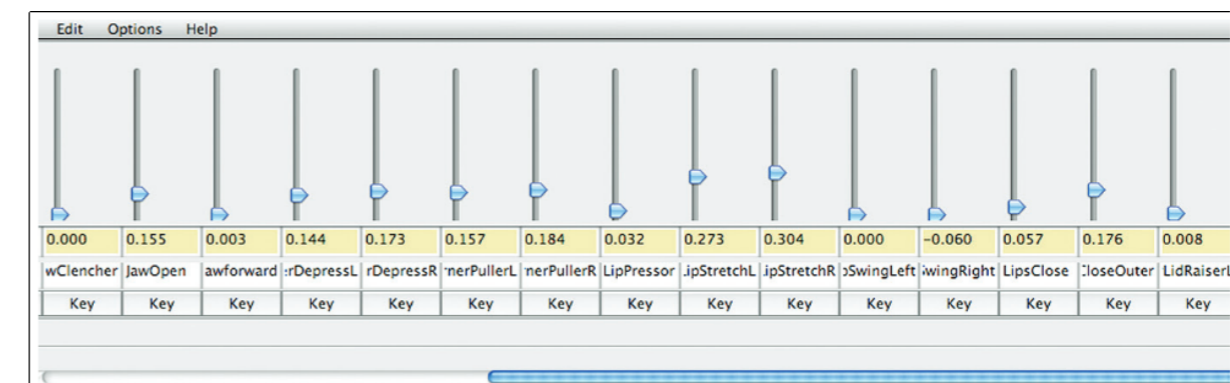 Edit Options Help
0.000 0.155 0.003 0.144 0.173 0.157 0.184 0.032 0.273 0.304 0.000 -0.060 0.057 0.176 0.008
wClencher JawOpen awforward rDepressL rDepressR nerPullerL nerPullerR LipPressor ipStretchL ipStretchR SwingLeft wingRight LipsClose loseOuter LidRaiserL
Key Key Key Key Key Key Key Key Key Key Key Key Key Key Key